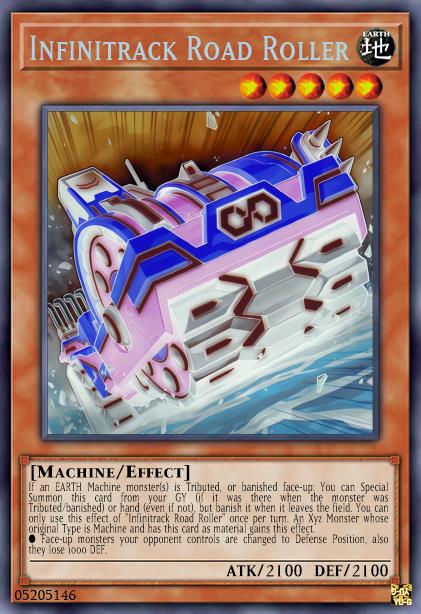 INFINITRACK ROAD ROLLER
EARTH
地
[MACHINE/EFFECT]
If an EARTH Machine monster(s) is Tributed, or banished face-up: You can Special
Summon this card from your GY (if it was there when the monster was
Tributed/banished) or hand (even if not), but banish it when it leaves the field. You can
only use this effect of "Infinitrack Road Roller" once per turn. An Xyz Monster whose
original Type is Machine and has this card as material gains this effect.
● Face-up monsters your opponent controls are changed to Defense Position, also
they lose 1000 DEF.
ATK/2100 DEF/2100
05205146